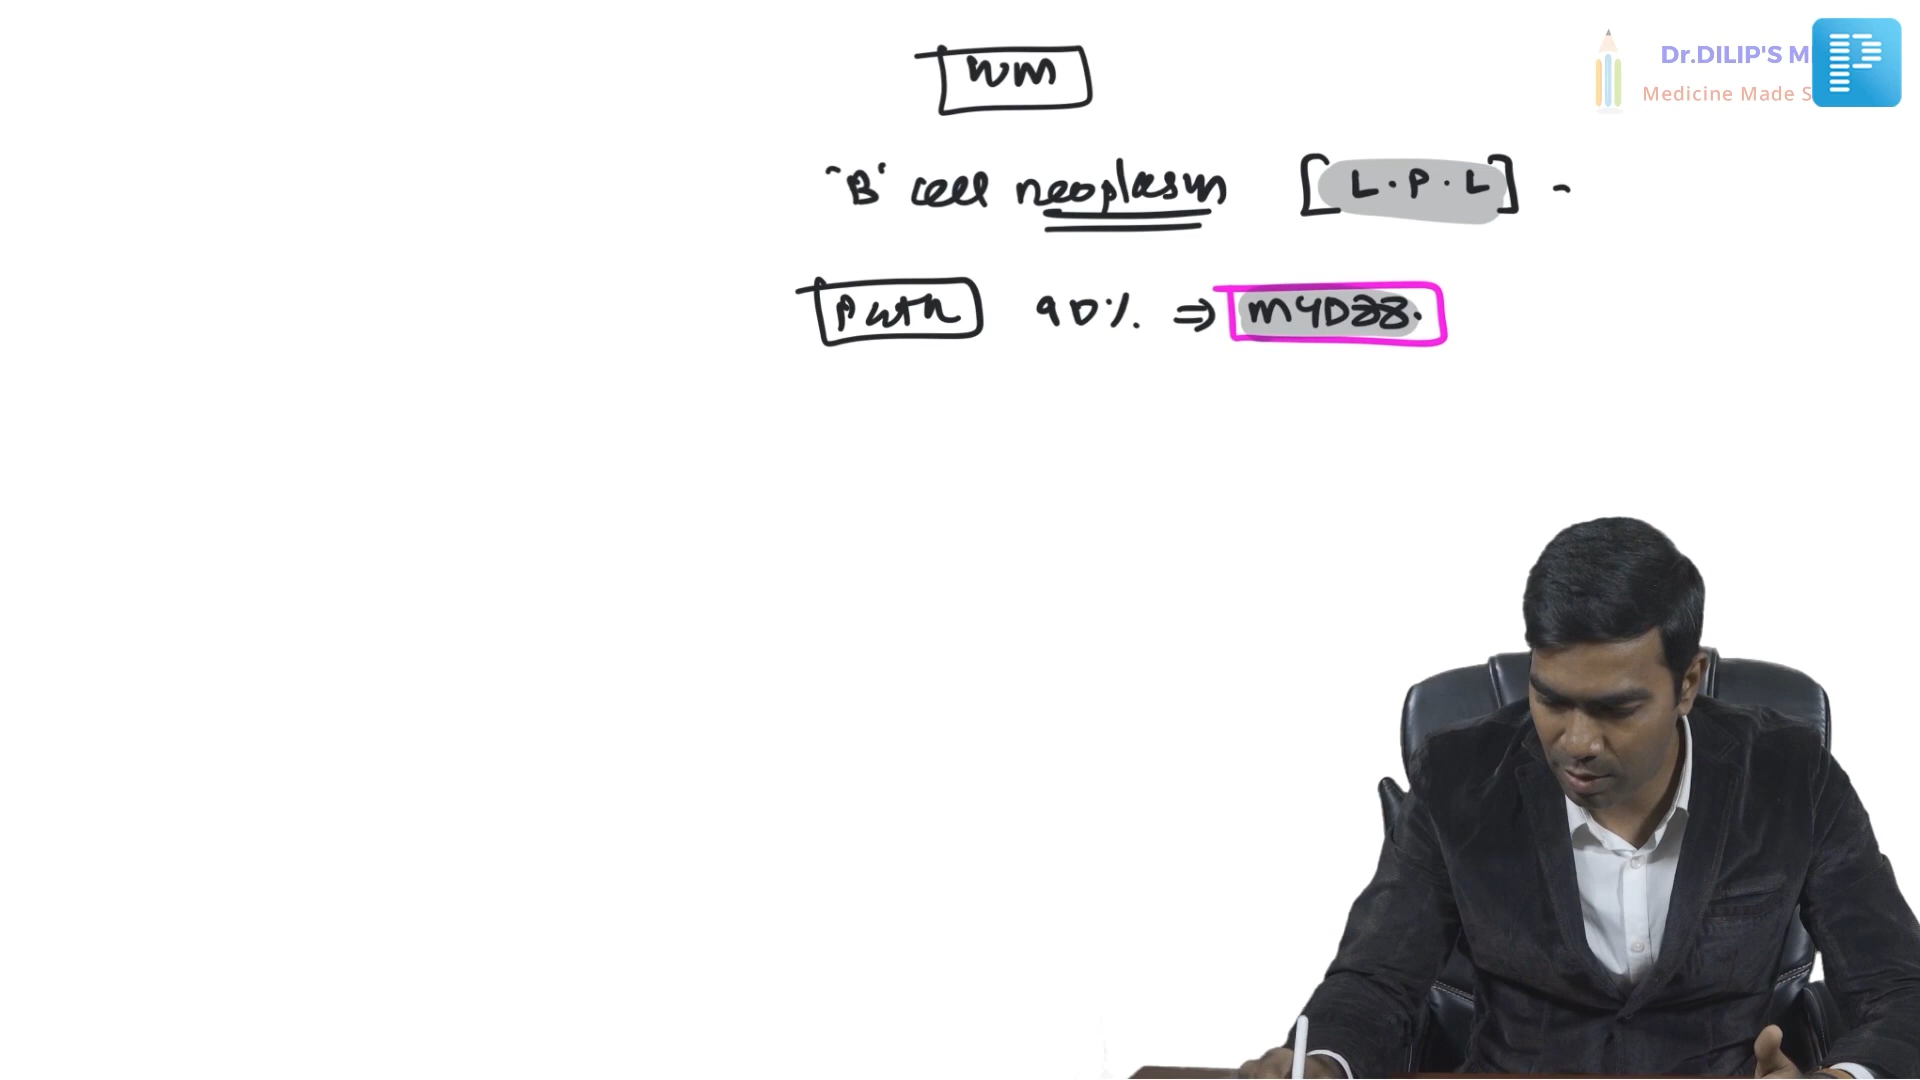 WM
Dr.DILIP'S M
Medicine Made S
"B" cell neoplasm [L.P.L] -
Path 90% ⇒ MYD88.